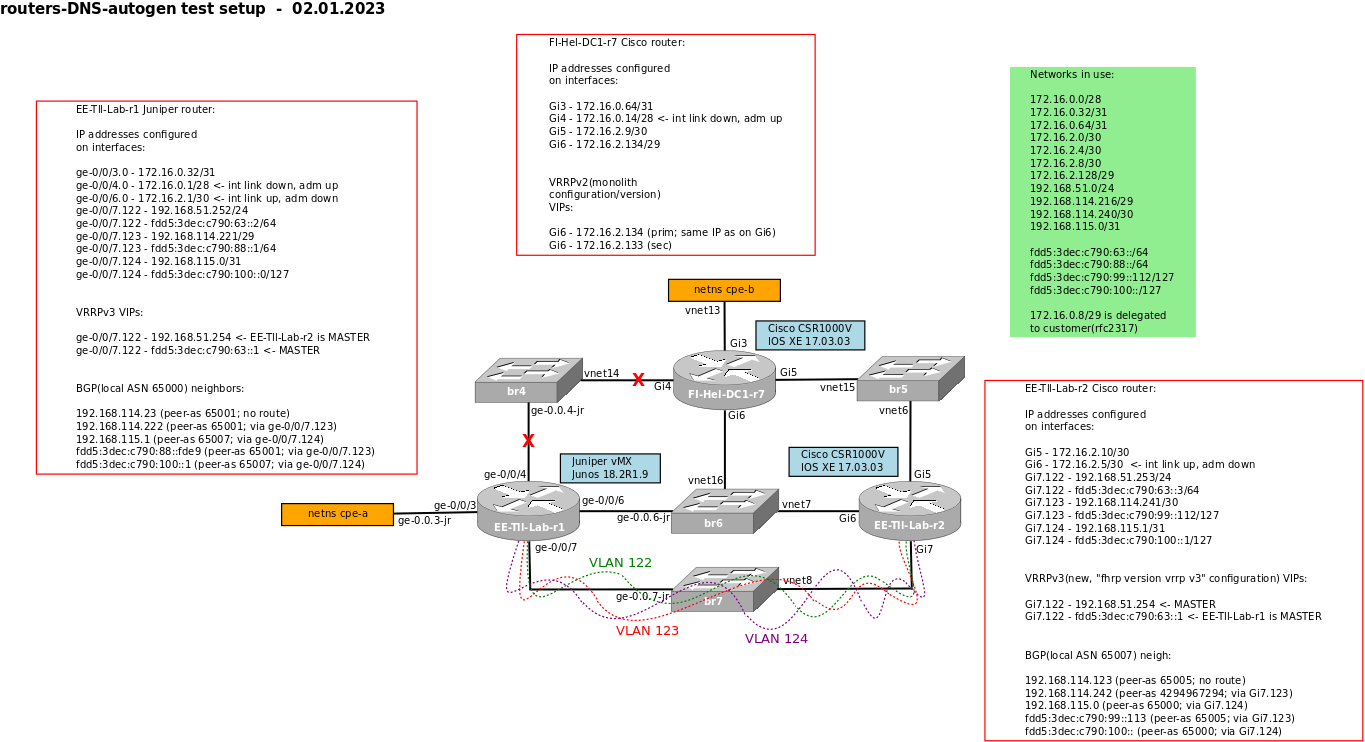 routers-DNS-autogen test setup - 02.01.2023
FI-Hel-DC1-r7 Cisco router:
IP addresses configured
on interfaces:
Gi3 - 172.16.0.64/31
Gi4 - 172.16.0.14/28 <- int link down, adm up
Gi5 - 172.16.2.9/30
Gi6 - 172.16.2.134/29
VRRPv2(monolith
configuration/version)
VIPs:
Gi6 - 172.16.2.134 (prim; same IP as on Gi6)
Gi6 - 172.16.2.133 (sec)
Networks in use:
172.16.0.0/28
172.16.0.32/31
172.16.0.64/31
172.16.2.0/30
172.16.2.4/30
172.16.2.8/30
172.16.2.128/29
192.168.51.0/24
192.168.114.216/29
192.168.114.240/30
192.168.115.0/31
fdd5:3dec:c790:63::/64
fdd5:3dec:c790:88::/64
fdd5:3dec:c790:99::112/127
fdd5:3dec:c790:100::/127
172.16.0.8/29 is delegated
to customer(rfc2317)
EE-Tll-Lab-r1 Juniper router:
IP addresses configured
on interfaces:
ge-0/0/3.0 - 172.16.0.32/31
ge-0/0/4.0 - 172.16.0.1/28 <- int link down, adm up
ge-0/0/6.0 - 172.16.2.1/30 <- int link up, adm down
ge-0/0/7.122 - 192.168.51.252/24
ge-0/0/7.122 - fdd5:3dec:c790:63::2/64
ge-0/0/7.123 - 192.168.114.221/29
ge-0/0/7.123 - fdd5:3dec:c790:88::1/64
ge-0/0/7.124 - 192.168.115.0/31
ge-0/0/7.124 - fdd5:3dec:c790:100::0/127
VRRPv3 VIPs:
ge-0/0/7.122 - 192.168.51.254 <- EE-Tll-Lab-r2 is MASTER
ge-0/0/7.122 - fdd5:3dec:c790:63::1 <- MASTER
BGP(local ASN 65000) neighbors:
192.168.114.23 (peer-as 65001; no route)
192.168.114.222 (peer-as 65001; via ge-0/0/7.123)
192.168.115.1 (peer-as 65007; via ge-0/0/7.124)
fdd5:3dec:c790:88::fde9 (peer-as 65001; via ge-0/0/7.123)
fdd5:3dec:c790:100::1 (peer-as 65007; via ge-0/0/7.124)
netns cpe-b
vnet13
Cisco CSR1000V
IOS XE 17.03.03
Gi3
vnet14
X
Gi4
FI-Hel-DC1-r7
Gi5
vnet15
br4
br5
ge-0.0.4-jr
Gi6
vnet6
X
Juniper vMX
Junos 18.2R1.9
Cisco CSR1000V
IOS XE 17.03.03
ge-0/0/4
vnet16
Gi5
netns cpe-a
ge-0/0/3
ge-0.0.3-jr
EE-Tll-Lab-r1
ge-0/0/6
ge-0.0.6-jr
br6
vnet7
Gi6
EE-Tll-Lab-r2
ge-0/0/7
Gi7
VLAN 122
ge-0.0.7-jr
br7
vnet8
VLAN 123
VLAN 124
EE-Tll-Lab-r2 Cisco router:
IP addresses configured
on interfaces:
Gi5 - 172.16.2.10/30
Gi6 - 172.16.2.5/30 <- int link up, adm down
Gi7.122 - 192.168.51.253/24
Gi7.122 - fdd5:3dec:c790:63::3/64
Gi7.123 - 192.168.114.241/30
Gi7.123 - fdd5:3dec:c790:99::112/127
Gi7.124 - 192.168.115.1/31
Gi7.124 - fdd5:3dec:c790:100::1/127
VRRPv3(new, "fhrp version vrrp v3" configuration) VIPs:
Gi7.122 - 192.168.51.254 <- MASTER
Gi7.122 - fdd5:3dec:c790:63::1 <- EE-Tll-Lab-r1 is MASTER
BGP(local ASN 65007) neigh:
192.168.114.123 (peer-as 65005; no route)
192.168.114.242 (peer-as 4294967294; via Gi7.123)
192.168.115.0 (peer-as 65000; via Gi7.124)
fdd5:3dec:c790:99::113 (peer-as 65005; via Gi7.123)
fdd5:3dec:c790:100:: (peer-as 65000; via Gi7.124)